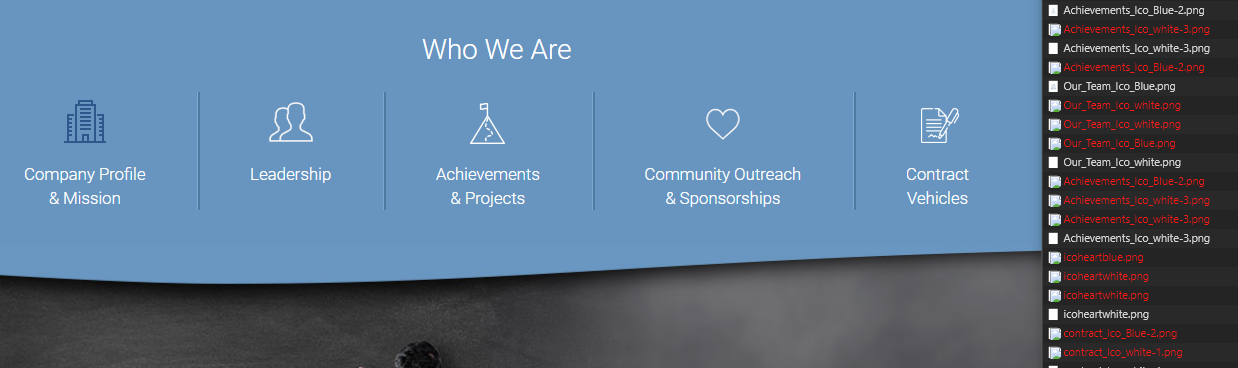 Who We Are
Company Profile
& Mission
Leadership
Achievements
& Projects
Community Outreach
& Sponsorships
Contract
Vehicles
Achievements_Ico_Blue-2.png
Achievements_Ico_white-3.png
Achievements_Ico_white-3.png
Achievements_Ico_Blue-2.png
Our_Team_Ico_Blue.png
Our_Team_Ico_white.png
Our_Team_Ico_white.png
Our_Team_Ico_Blue.png
Our_Team_Ico_white.png
Achievements_Ico_Blue-2.png
Achievements_Ico_white-3.png
Achievements_Ico_white-3.png
Achievements_Ico_white-3.png
icoheartblue.png
icoheartwhite.png
icoheartwhite.png
icoheartwhite.png
contract_Ico_Blue-2.png
contract_Ico_white-1.png